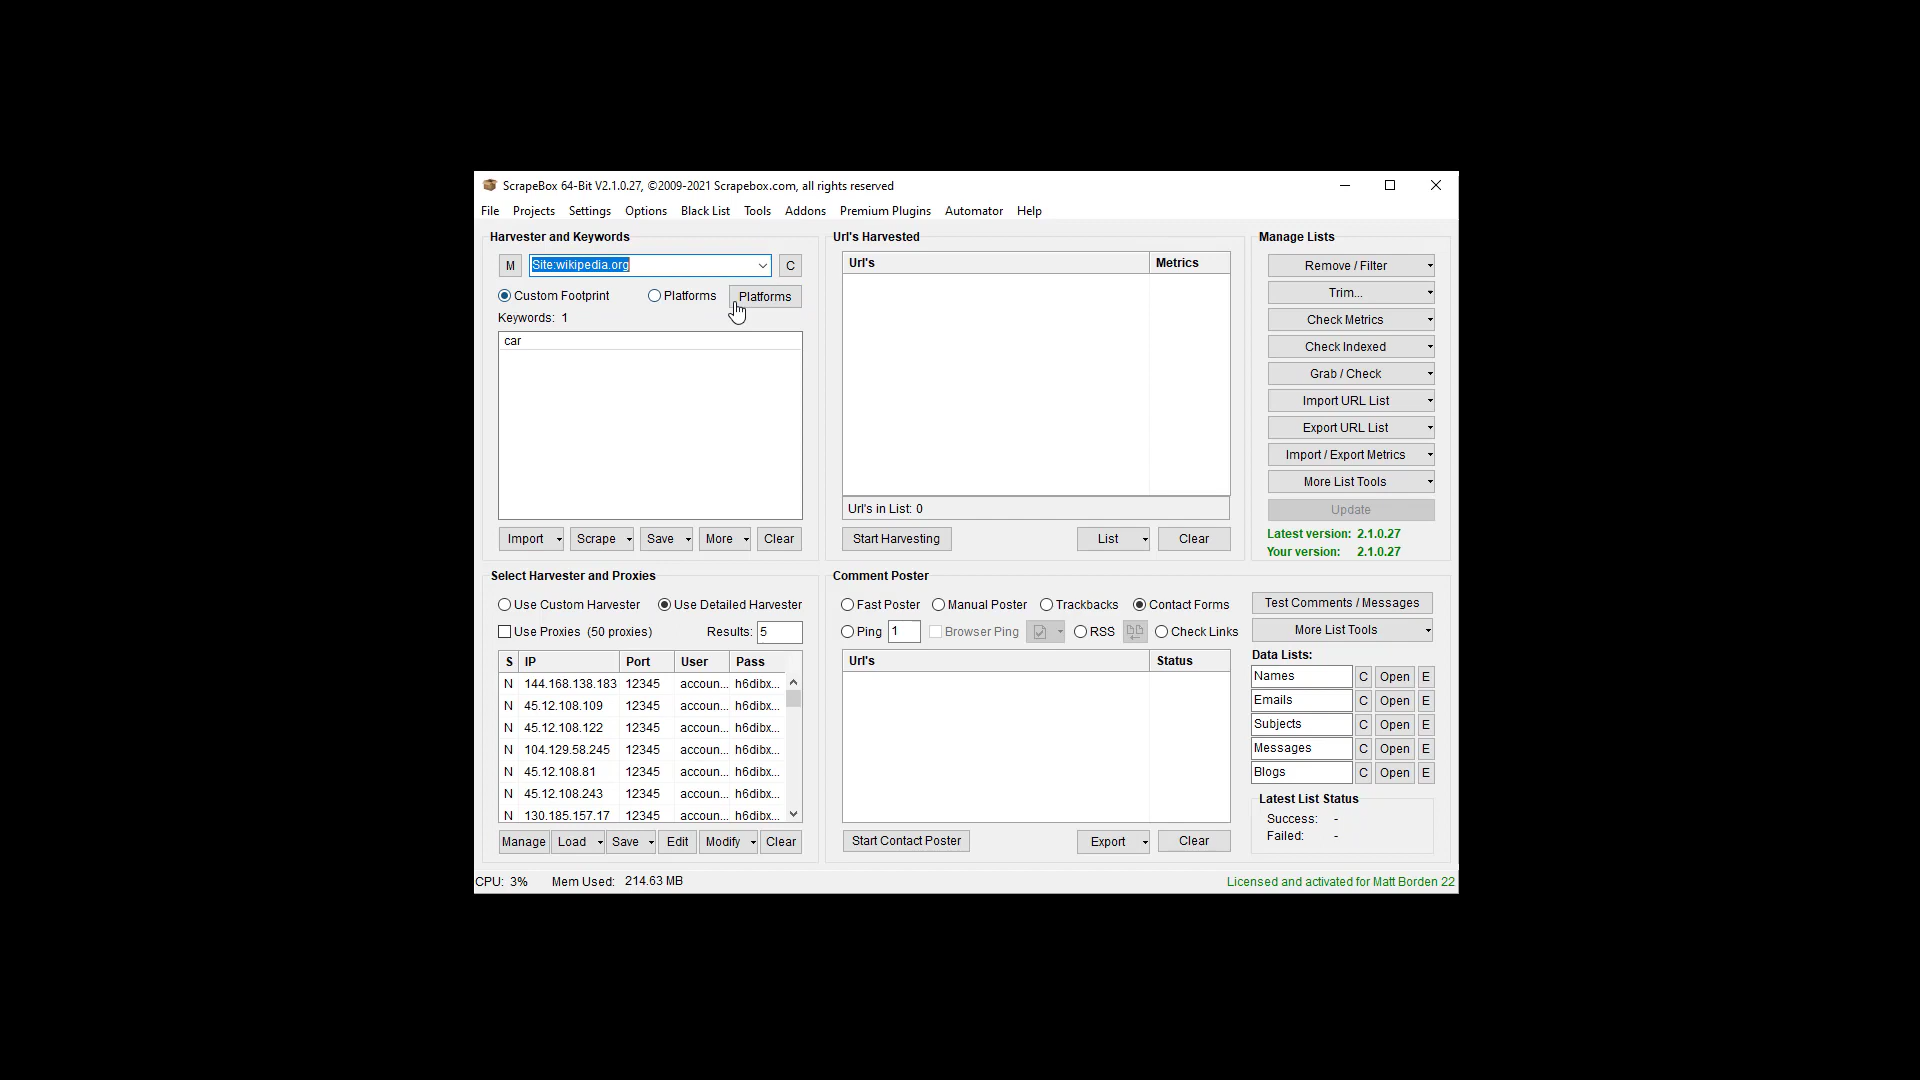 ScrapeBox 64-Bit V2.1.0.27, ©2009-2021 Scrapebox.com, all rights reserved
File Projects Settings Options Black List Tools Addons Premium Plugins Automator Help
Harvester and Keywords
M Site:wikipedia.org C
Custom Footprint Platforms Platforms
Keywords: 1
car
Import Scrape Save More Clear
Url's Harvested
Url's Metrics
Url's in List: 0
Start Harvesting List Clear
Manage Lists
Remove / Filter
Trim...
Check Metrics
Check Indexed
Grab / Check
Import URL List
Export URL List
Import / Export Metrics
More List Tools
Update
Latest version: 2.1.0.27
Your version: 2.1.0.27
Select Harvester and Proxies
Use Custom Harvester Use Detailed Harvester
Use Proxies (50 proxies) Results: 5
S IP Port User Pass
N 144.168.138.183 12345 accoun... h6dibx...
N 45.12.108.109 12345 accoun... h6dibx...
N 45.12.108.122 12345 accoun... h6dibx...
N 104.129.58.245 12345 accoun... h6dibx...
N 45.12.108.81 12345 accoun... h6dibx...
N 45.12.108.243 12345 accoun... h6dibx...
N 130.185.157.17 12345 accoun... h6dibx...
Manage Load Save Edit Modify Clear
Comment Poster
Fast Poster Manual Poster Trackbacks Contact Forms
Ping 1 Browser Ping RSS Check Links
Url's Status
Start Contact Poster Export Clear
Test Comments / Messages
More List Tools
Data Lists:
Names C Open E
Emails C Open E
Subjects C Open E
Messages C Open E
Blogs C Open E
Latest List Status
Success: -
Failed: -
CPU: 3% Mem Used: 214.63 MB
Licensed and activated for Matt Borden 22